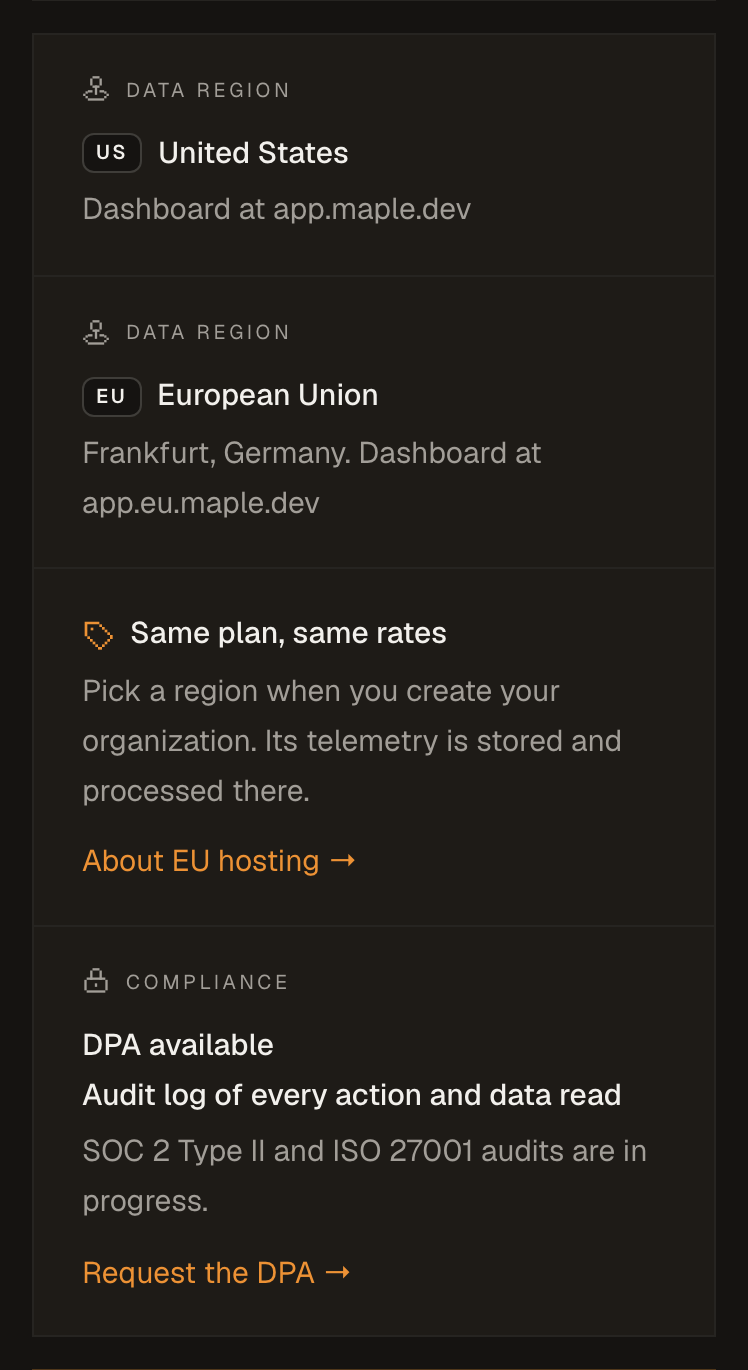 DATA REGION
US United States
Dashboard at app.maple.dev
DATA REGION
EU European Union
Frankfurt, Germany. Dashboard at
app.eu.maple.dev
Same plan, same rates
Pick a region when you create your
organization. Its telemetry is stored and
processed there.
About EU hosting →
COMPLIANCE
DPA available
Audit log of every action and data read
SOC 2 Type II and ISO 27001 audits are in
progress.
Request the DPA →